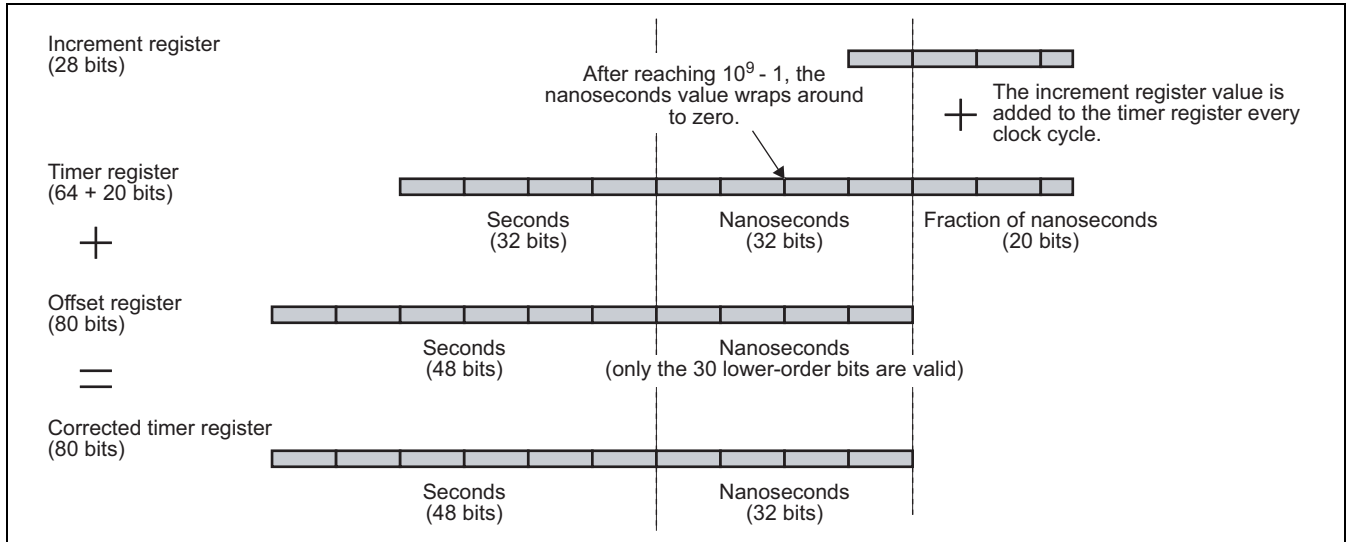 Increment register
(28 bits)
After reaching 10⁹ - 1, the
nanoseconds value wraps around
to zero.
+
The increment register value is
added to the timer register every
clock cycle.
Timer register
(64 + 20 bits)
Seconds
(32 bits)
Nanoseconds
(32 bits)
Fraction of nanoseconds
(20 bits)
+
Offset register
(80 bits)
Seconds
(48 bits)
Nanoseconds
(only the 30 lower-order bits are valid)
=
Corrected timer register
(80 bits)
Seconds
(48 bits)
Nanoseconds
(32 bits)